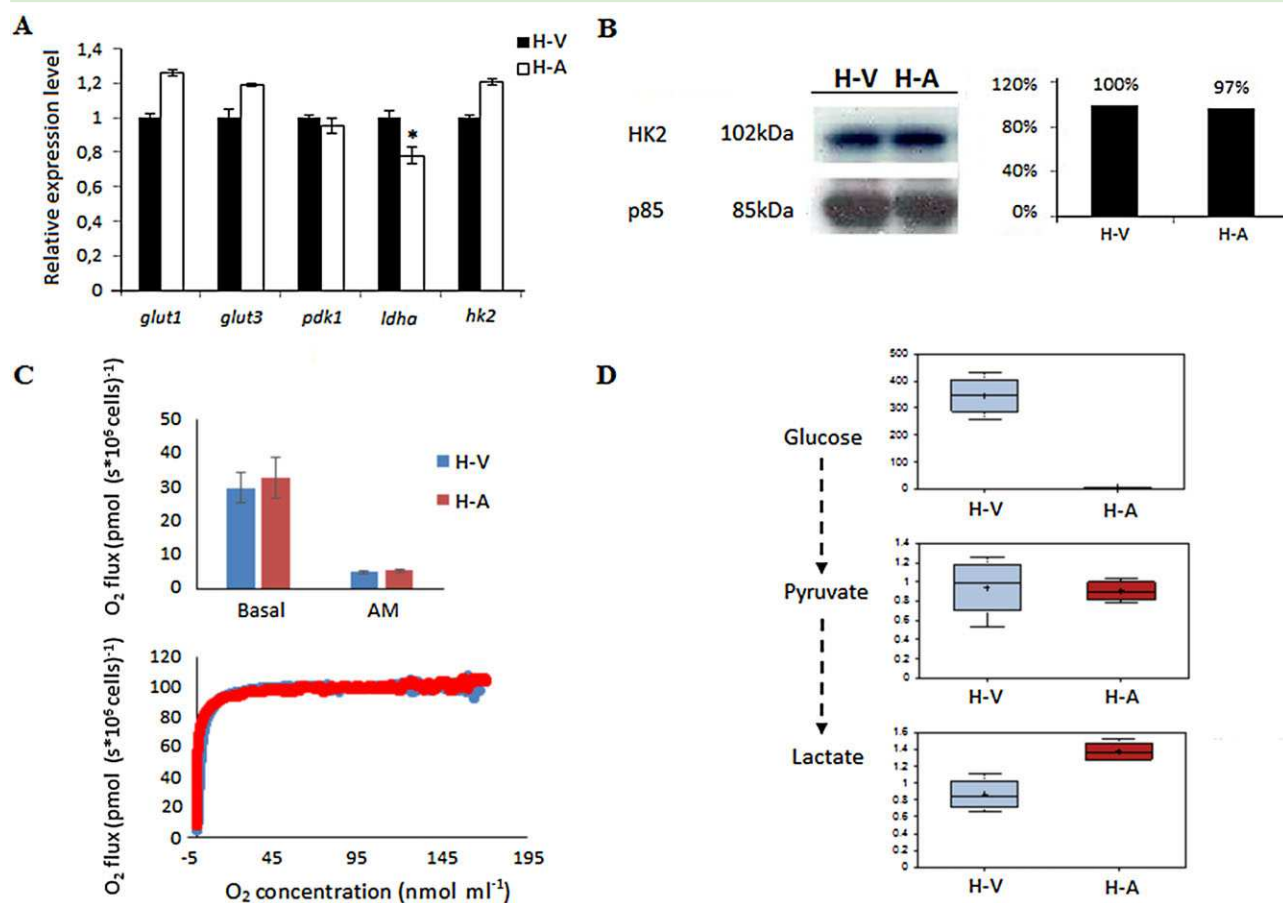 A
Relative expression level
1,4
1,2
1
0,8
0,6
0,4
0,2
0
*
H-V
H-A
glut1 glut3 pdk1 ldha hk2
B
H-V H-A
HK2 102kDa
p85 85kDa
120%
80%
40%
0%
100% 97%
H-V H-A
C
O2 flux (pmol (s*10⁶ cells)-1)
50
40
30
20
10
0
H-V
H-A
Basal AM
O2 flux (pmol (s*10⁶ cells)-1)
120
100
80
60
40
20
0
-5 45 95 145 195
O2 concentration (nmol ml-1)
D
Glucose
500
400
300
200
100
0
H-V H-A
Pyruvate
1.4
1.2
1
0.8
0.6
0.4
0.2
0
H-V H-A
Lactate
1.6
1.4
1.2
1
0.8
0.6
0.4
0.2
0
H-V H-A